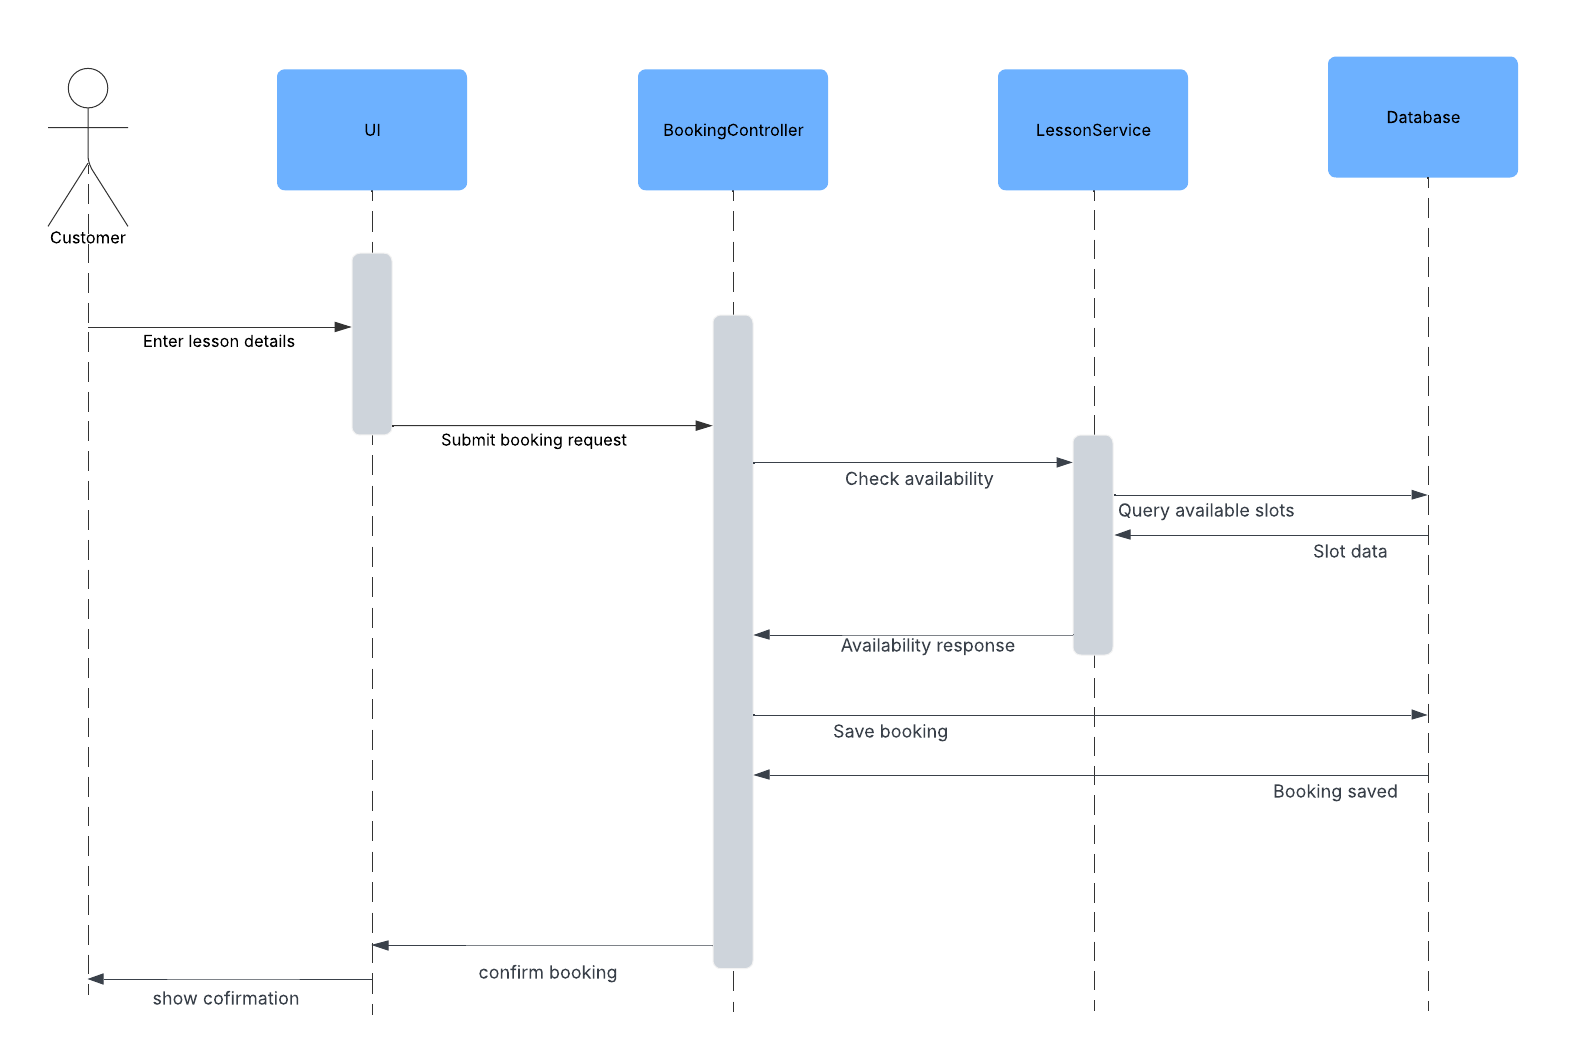 UI
BookingController
LessonService
Database
Customer
Enter lesson details
Submit booking request
Check availability
Query available slots
Slot data
Availability response
Save booking
Booking saved
confirm booking
show cofirmation